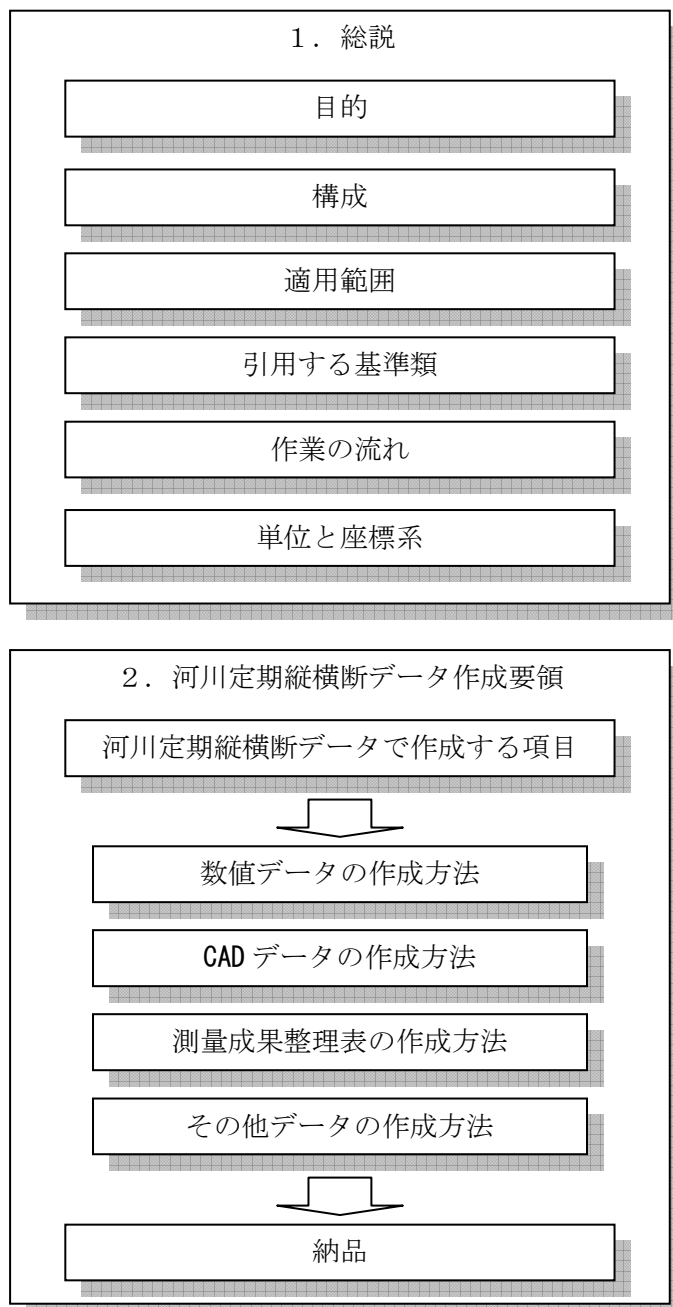 １．総説
目的
構成
適用範囲
引用する基準類
作業の流れ
単位と座標系
２．河川定期縦横断データ作成要領
河川定期縦横断データで作成する項目
数値データの作成方法
CAD データの作成方法
測量成果整理表の作成方法
その他データの作成方法
納品